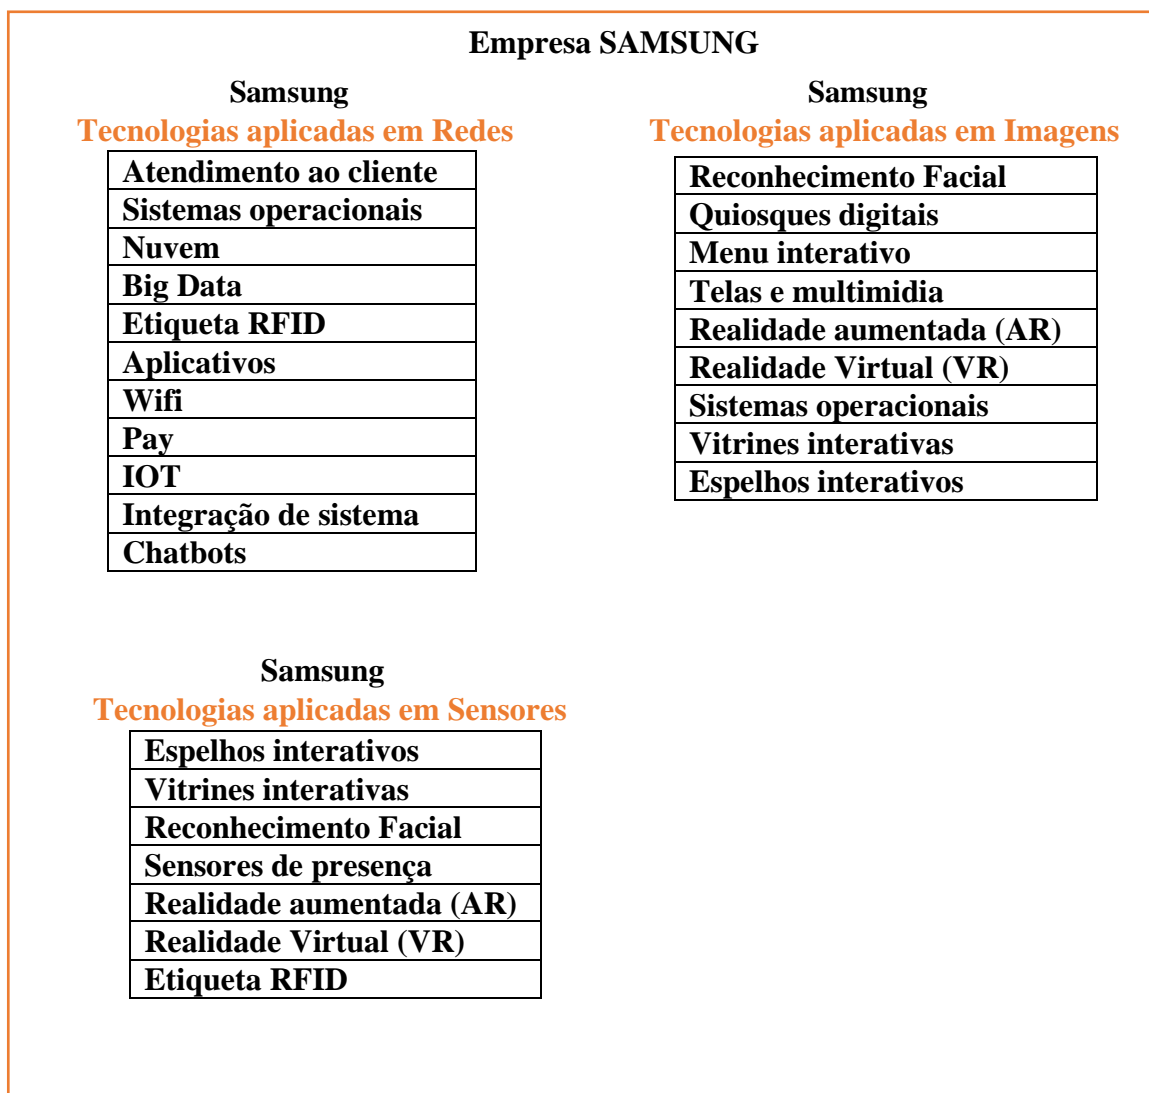 Empresa SAMSUNG
Samsung
Tecnologias aplicadas em Redes
Atendimento ao cliente
Sistemas operacionais
Nuvem
Big Data
Etiqueta RFID
Aplicativos
Wifi
Pay
IOT
Integração de sistema
Chatbots
Samsung
Tecnologias aplicadas em Imagens
Reconhecimento Facial
Quiosques digitais
Menu interativo
Telas e multimidia
Realidade aumentada (AR)
Realidade Virtual (VR)
Sistemas operacionais
Vitrines interativas
Espelhos interativos
Samsung
Tecnologias aplicadas em Sensores
Espelhos interativos
Vitrines interativas
Reconhecimento Facial
Sensores de presença
Realidade aumentada (AR)
Realidade Virtual (VR)
Etiqueta RFID